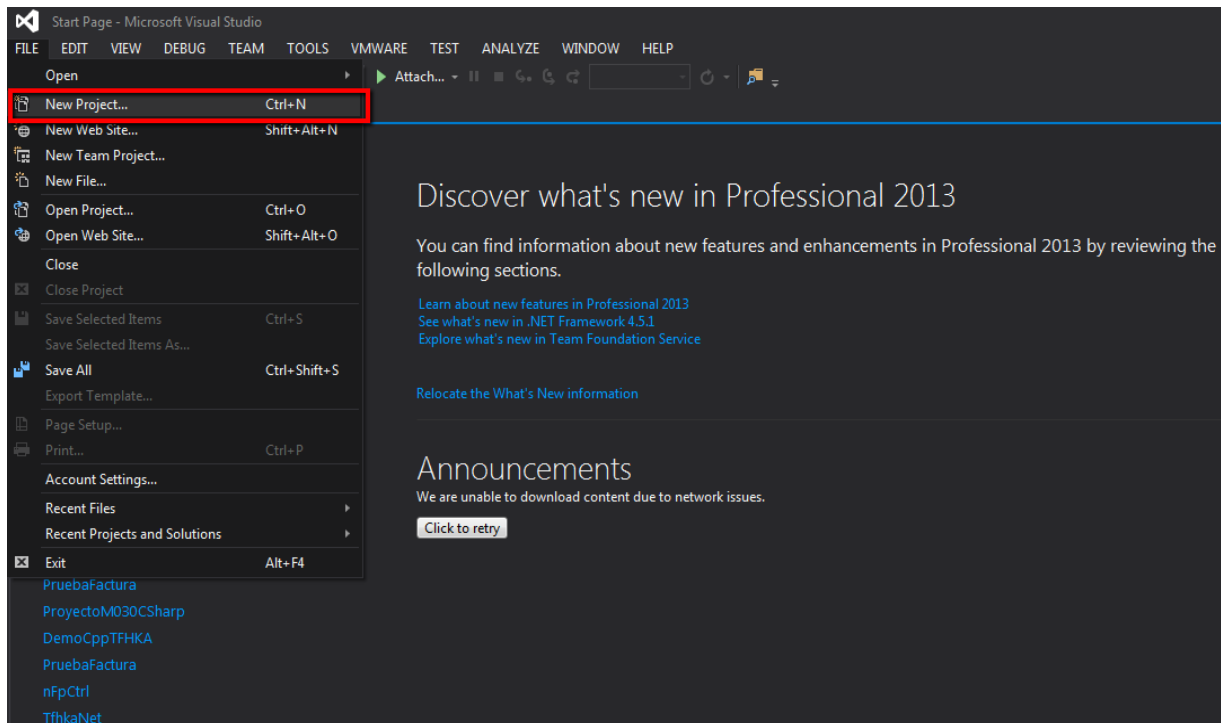 Start Page - Microsoft Visual Studio
FILE EDIT VIEW DEBUG TEAM TOOLS VMWARE TEST ANALYZE WINDOW HELP
Attach...
Open
New Project... Ctrl+N
New Web Site... Shift+Alt+N
New Team Project...
New File...
Open Project... Ctrl+O
Open Web Site... Shift+Alt+O
Close
Close Project
Save Selected Items Ctrl+S
Save Selected Items As...
Save All Ctrl+Shift+S
Export Template...
Page Setup...
Print... Ctrl+P
Account Settings...
Recent Files
Recent Projects and Solutions
Exit Alt+F4
PruebaFactura
ProyectoM030CSharp
DemoCppTFHKA
PruebaFactura
nFpCtrl
TfhkaNet
Discover what's new in Professional 2013
You can find information about new features and enhancements in Professional 2013 by reviewing the
following sections.
Learn about new features in Professional 2013
See what's new in .NET Framework 4.5.1
Explore what's new in Team Foundation Service
Relocate the What's New information
Announcements
We are unable to download content due to network issues.
Click to retry